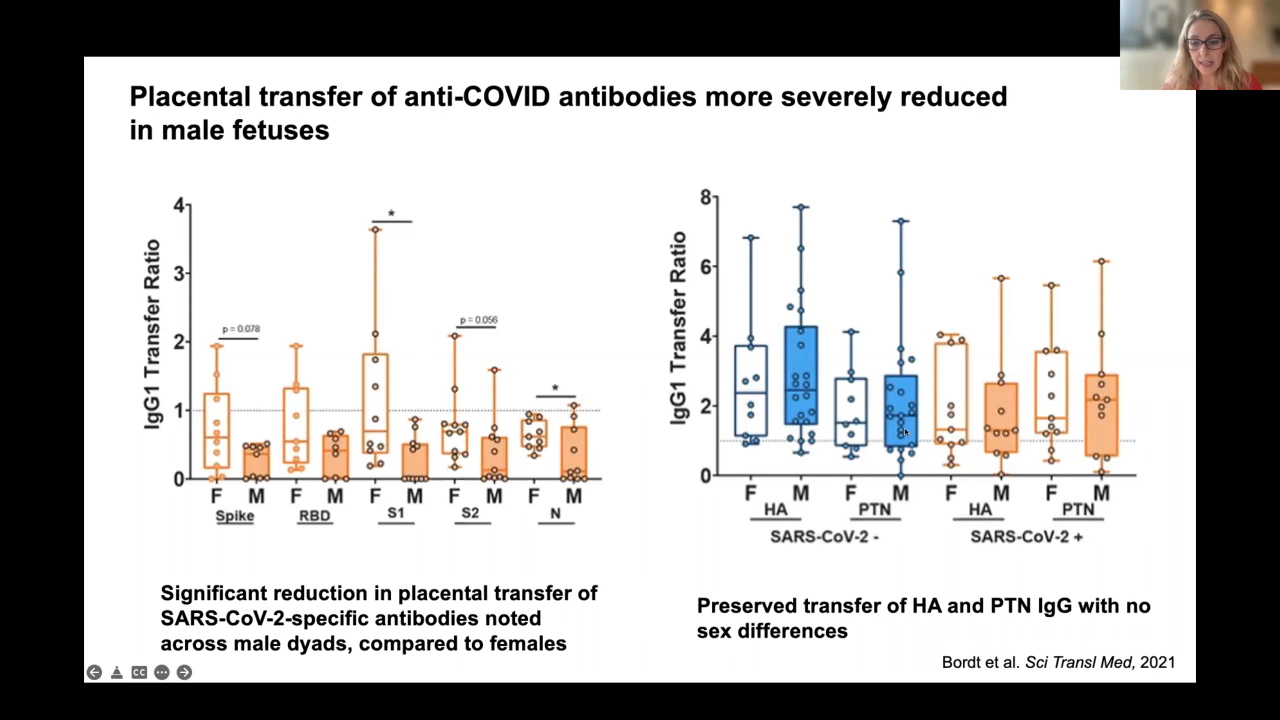 Placental transfer of anti-COVID antibodies more severely reduced
in male fetuses
IgG1 Transfer Ratio
4
3
2
1
0
p = 0.078
*
p = 0.056
*
F M F M F M F M F M
Spike RBD S1 S2 N
IgG1 Transfer Ratio
8
6
4
2
0
F M F M F M F M
HA PTN HA PTN
SARS-CoV-2 - SARS-CoV-2 +
Significant reduction in placental transfer of
SARS-CoV-2-specific antibodies noted
across male dyads, compared to females
Preserved transfer of HA and PTN IgG with no
sex differences
Bordt et al. Sci Transl Med, 2021
CC